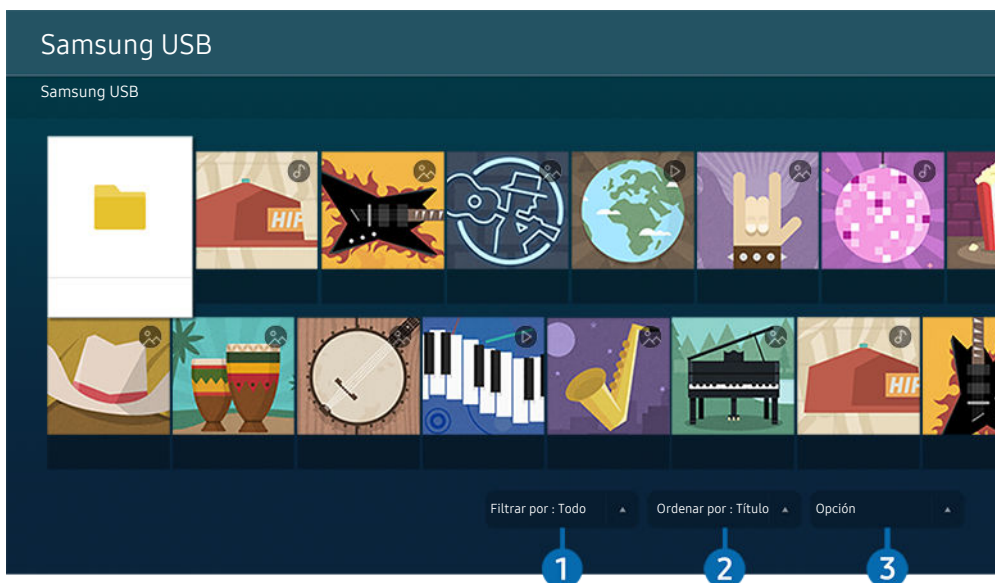 Samsung USB
Samsung USB
HIP
HIP
Filtrar por : Todo
Ordenar por : Título
Opción
1
2
3